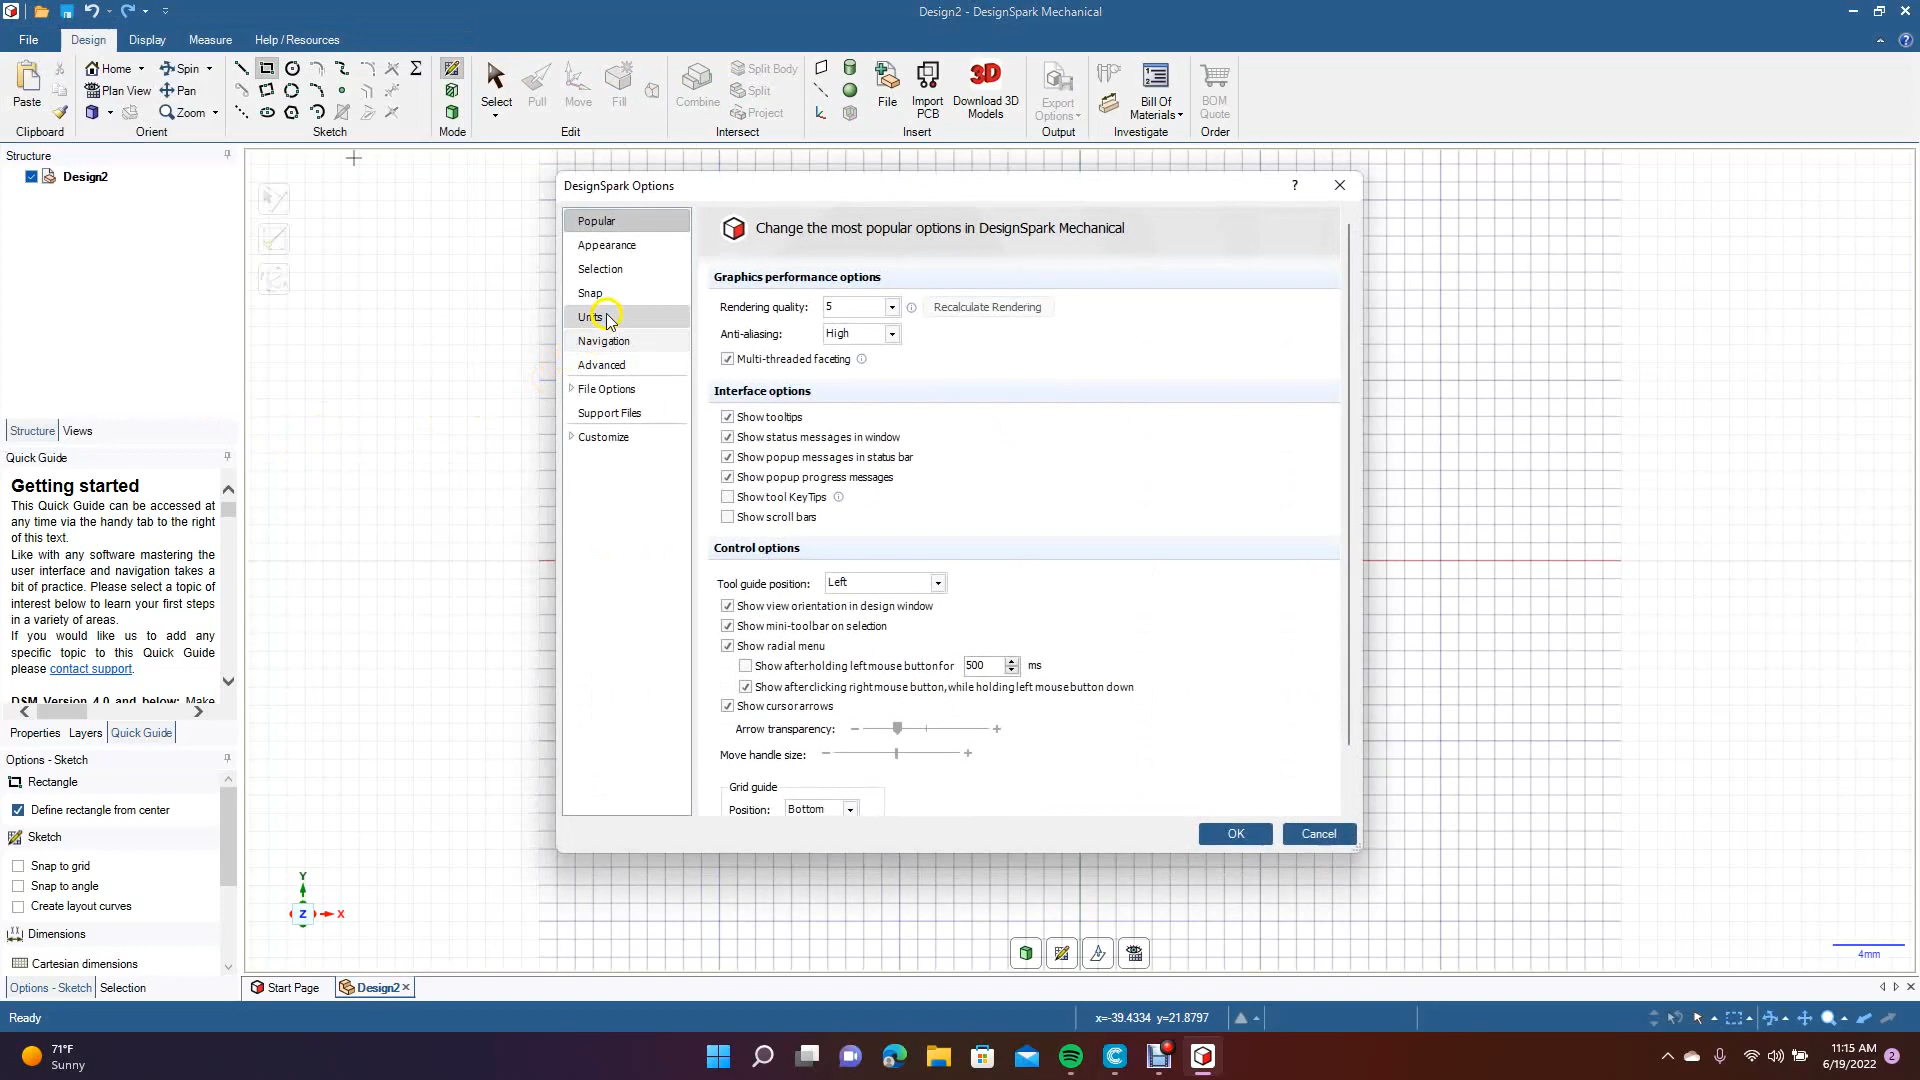 Design2 - DesignSpark Mechanical
File
Design
Display
Measure
Help / Resources
Paste
Home
Plan View
Spin
Pan
Zoom
Select
Pull
Move
Fill
Combine
Split Body
Split
Project
File
Import
PCB
Download 3D
Models
Export
Options
Bill Of
Materials
BOM
Quote
Clipboard
Orient
Sketch
Mode
Edit
Intersect
Insert
Output
Investigate
Order
Structure
Design2
Structure
Views
Quick Guide
Getting started
This Quick Guide can be accessed at
any time via the handy tab to the right
of this text.
Like with any software mastering the
user interface and navigation takes a
bit of practice. Please select a topic of
interest below to learn your first steps
in a variety of areas.
If you would like us to add any
specific topic to this Quick Guide
please contact support.
DSM Version 4.0 and below: Make
Properties
Layers
Quick Guide
Options - Sketch
Rectangle
Define rectangle from center
Sketch
Snap to grid
Snap to angle
Create layout curves
Dimensions
Cartesian dimensions
Options - Sketch
Selection
DesignSpark Options
?
Popular
Appearance
Selection
Snap
Units
Navigation
Advanced
File Options
Support Files
Customize
Change the most popular options in DesignSpark Mechanical
Graphics performance options
Rendering quality: 5
Recalculate Rendering
Anti-aliasing: High
Multi-threaded faceting
Interface options
Show tooltips
Show status messages in window
Show popup messages in status bar
Show popup progress messages
Show tool KeyTips
Show scroll bars
Control options
Tool guide position: Left
Show view orientation in design window
Show mini-toolbar on selection
Show radial menu
Show after holding left mouse button for 500 ms
Show after clicking right mouse button, while holding left mouse button down
Show cursor arrows
Arrow transparency:
Move handle size:
Grid guide
Position: Bottom
OK
Cancel
Y
Z
X
4mm
Start Page
Design2
Ready
x=-39.4334 y=21.8797
71°F
Sunny
11:15 AM
6/19/2022
2